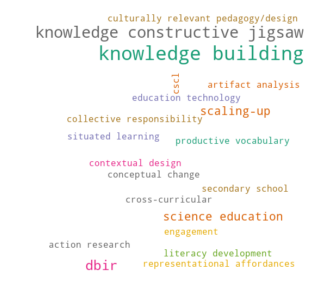 culturally relevant pedagogy/design
knowledge constructive jigsaw
knowledge building
cscl
artifact analysis
education technology
scaling-up
collective responsibility
situated learning
productive vocabulary
contextual design
conceptual change
secondary school
cross-curricular
science education
engagement
action research
literacy development
dbir
representational affordances